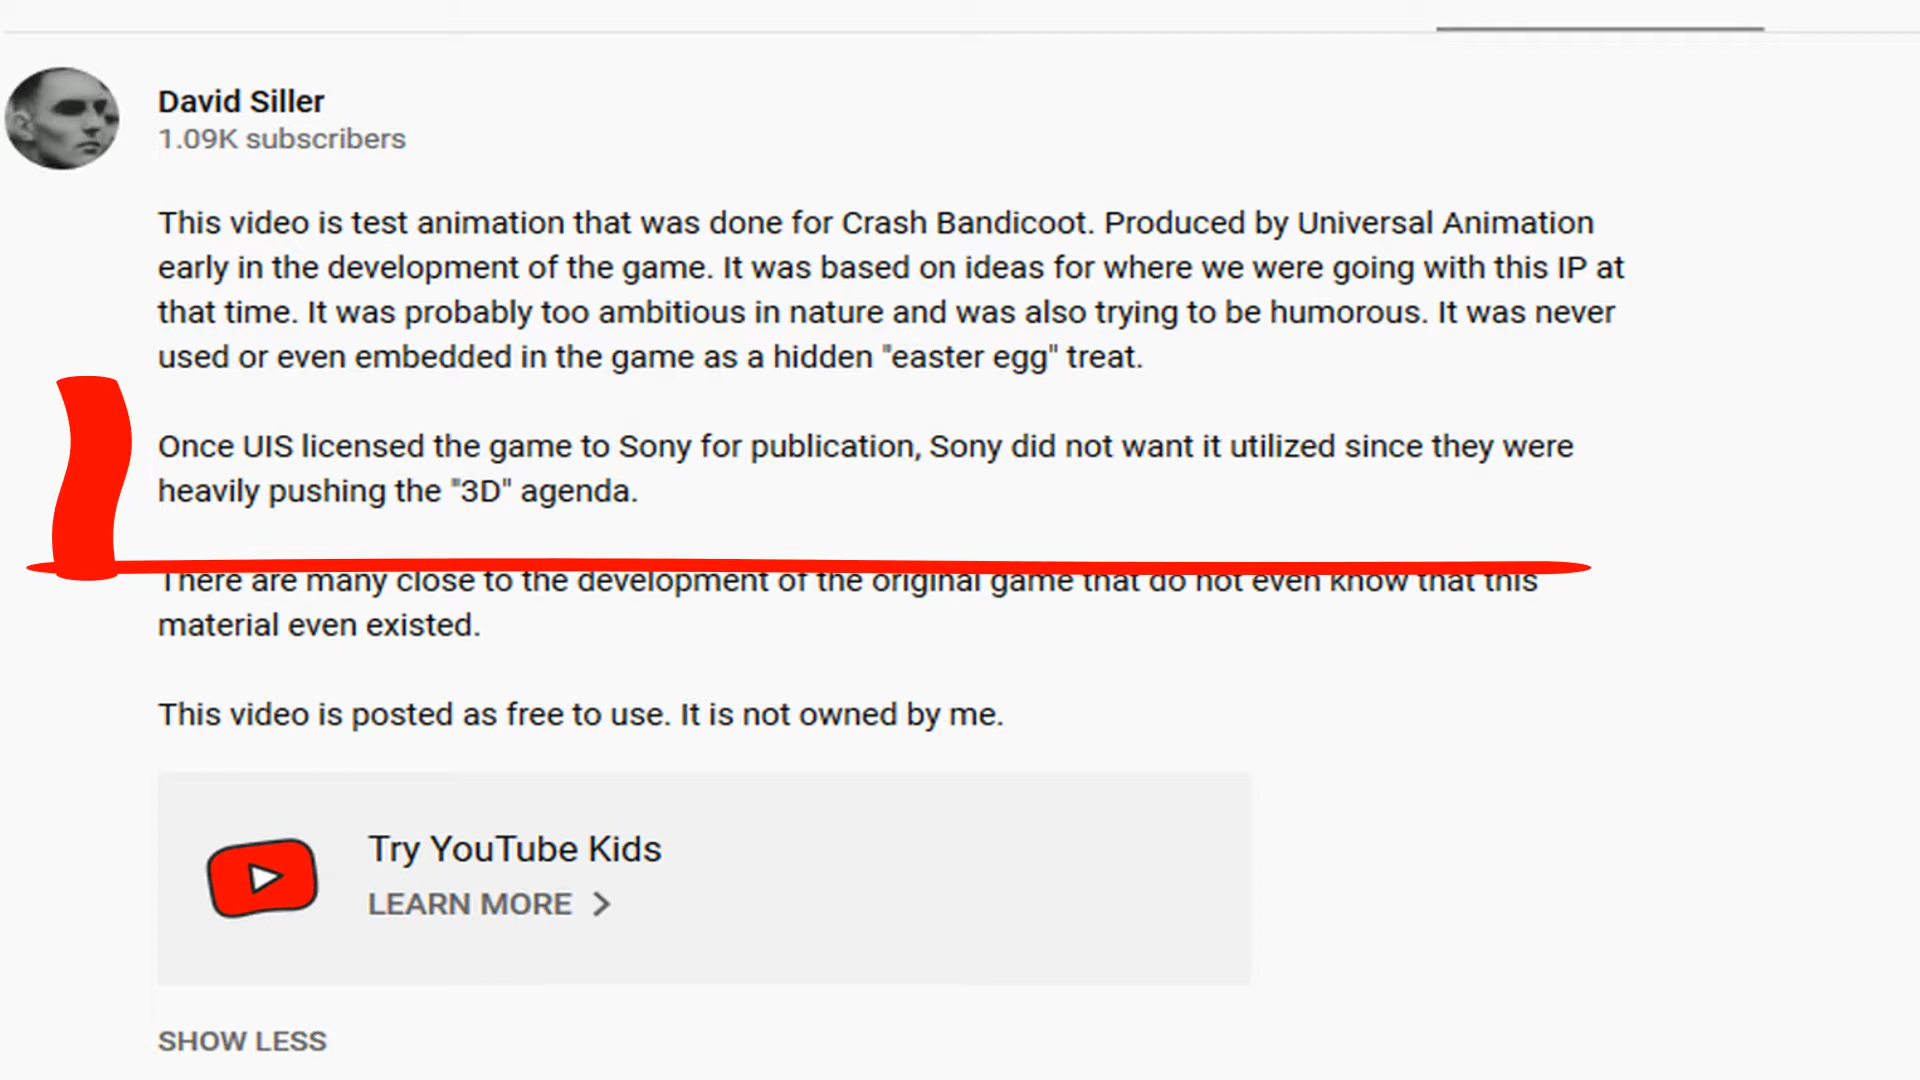 David Siller
1.09K subscribers
This video is test animation that was done for Crash Bandicoot. Produced by Universal Animation
early in the development of the game. It was based on ideas for where we were going with this IP at
that time. It was probably too ambitious in nature and was also trying to be humorous. It was never
used or even embedded in the game as a hidden "easter egg" treat.
Once UIS licensed the game to Sony for publication, Sony did not want it utilized since they were
heavily pushing the "3D" agenda.
There are many close to the development of the original game that do not even know that this
material even existed.
This video is posted as free to use. It is not owned by me.
Try YouTube Kids
LEARN MORE
SHOW LESS